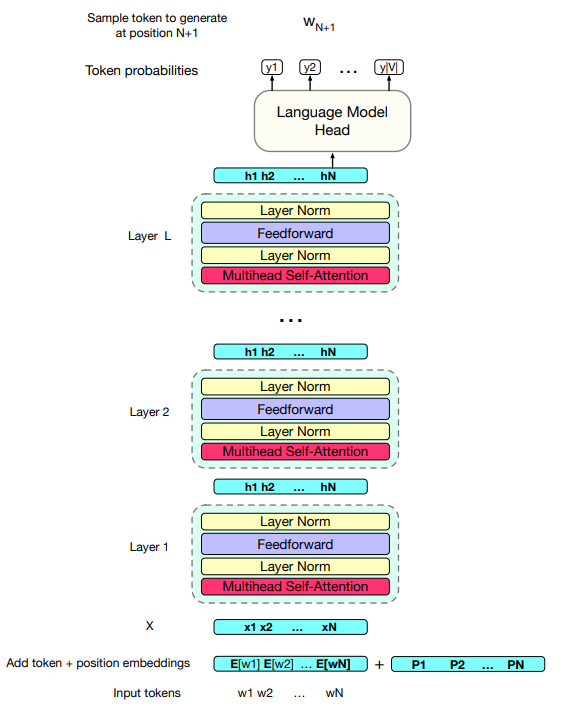 Sample token to generate
at position N+1
wN+1
Token probabilities
y1 y2 ... y|V|
Language Model
Head
h1 h2 ... hN
Layer L
Layer Norm
Feedforward
Layer Norm
Multihead Self-Attention
...
h1 h2 ... hN
Layer 2
Layer Norm
Feedforward
Layer Norm
Multihead Self-Attention
h1 h2 ... hN
Layer 1
Layer Norm
Feedforward
Layer Norm
Multihead Self-Attention
X
x1 x2 ... xN
Add token + position embeddings
E[w1] E[w2] ... E[wN] + P1 P2 ... PN
Input tokens
w1 w2 ... wN